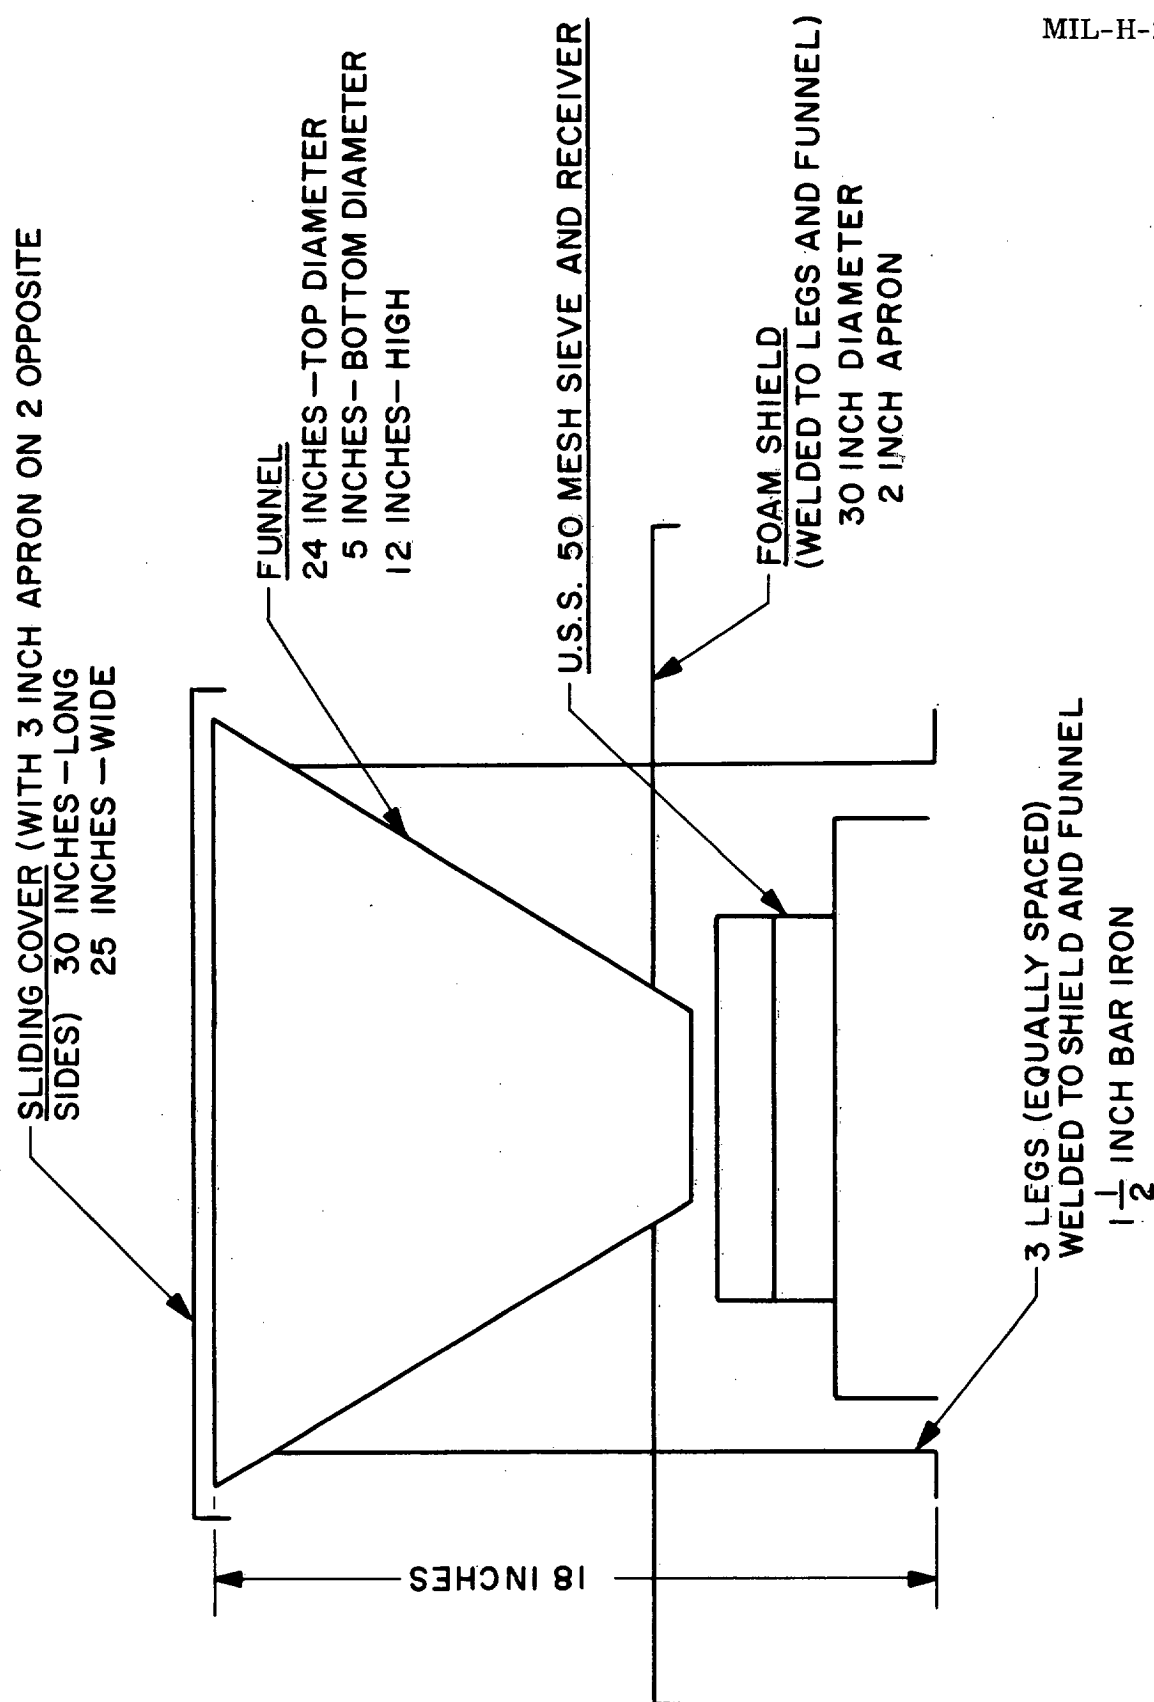 MIL-H-
SLIDING COVER (WITH 3 INCH APRON ON 2 OPPOSITE
SIDES) 30 INCHES-LONG
25 INCHES-WIDE
FUNNEL
24 INCHES-TOP DIAMETER
5 INCHES-BOTTOM DIAMETER
12 INCHES-HIGH
U.S.S. 50 MESH SIEVE AND RECEIVER
FOAM SHIELD
(WELDED TO LEGS AND FUNNEL)
30 INCH DIAMETER
2 INCH APRON
3 LEGS (EQUALLY SPACED)
WELDED TO SHIELD AND FUNNEL
1 1/2 INCH BAR IRON
18 INCHES